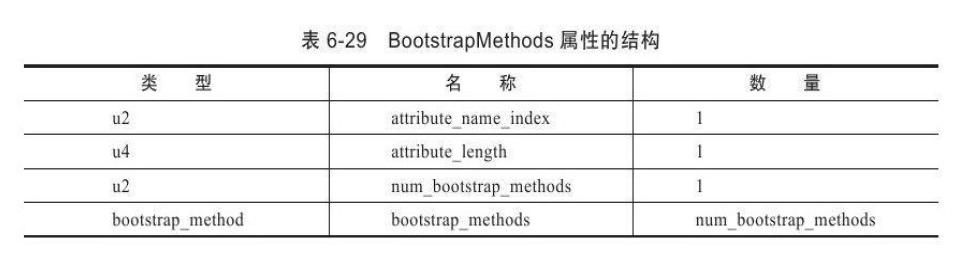 表 6-29 BootstrapMethods 属性的结构
类 型 名 称 数 量
u2 attribute_name_index 1
u4 attribute_length 1
u2 num_bootstrap_methods 1
bootstrap_method bootstrap_methods num_bootstrap_methods